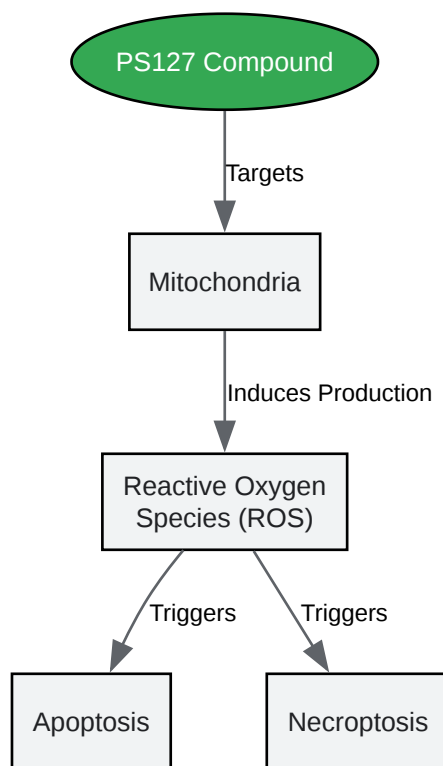 PS127 Compound
Targets
Mitochondria
Induces Production
Reactive Oxygen
Species (ROS)
Triggers
Triggers
Apoptosis
Necroptosis